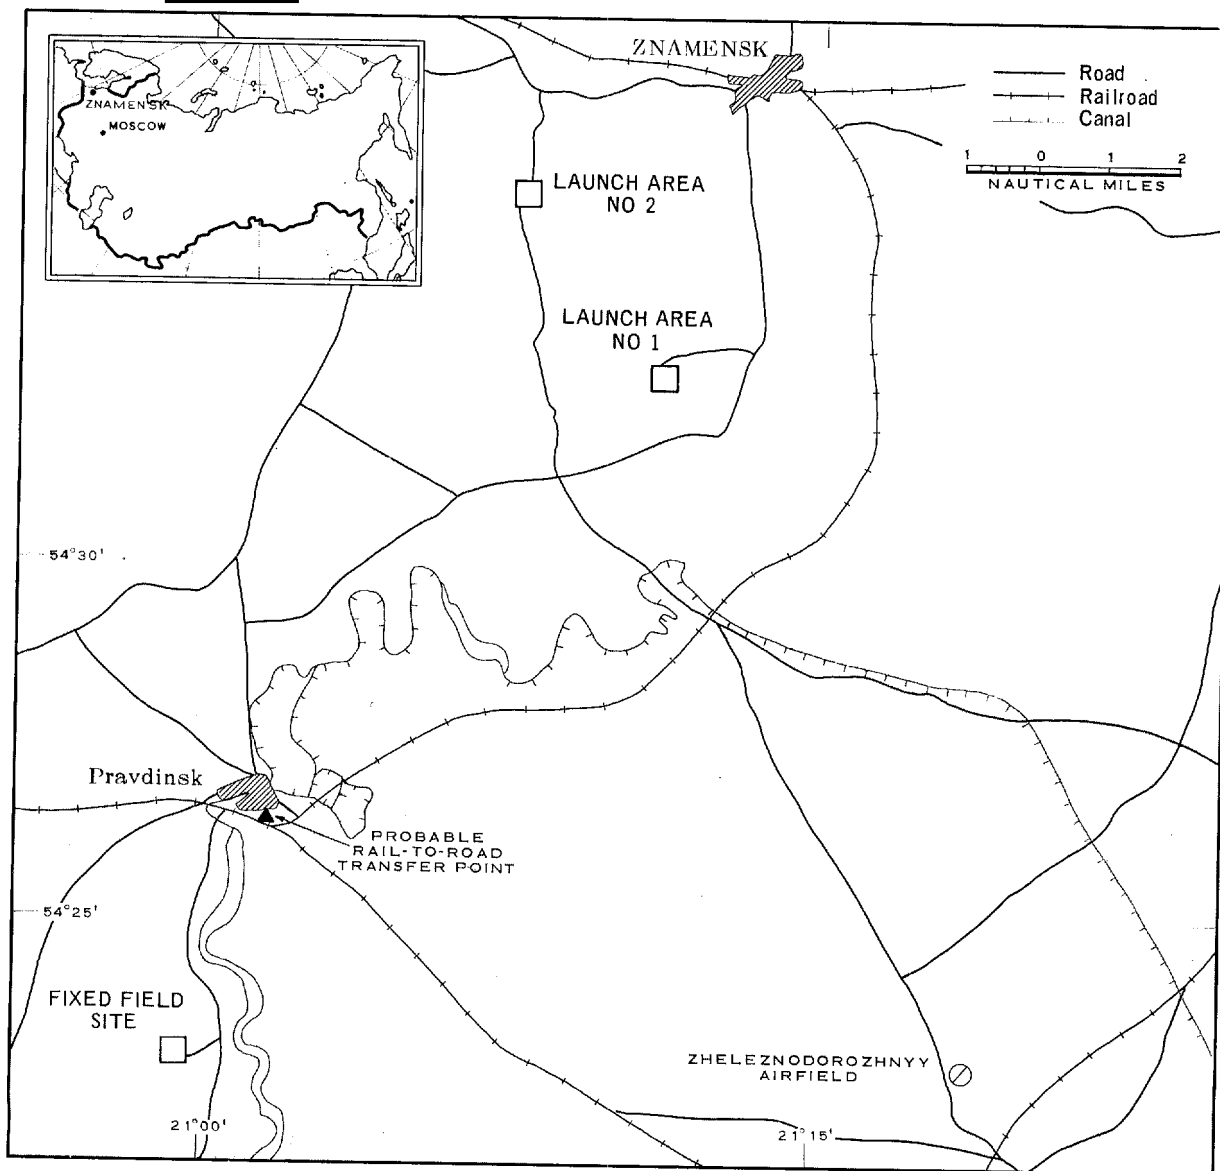 ZNAMENSK
Road
Railroad
Canal
1 0 1 2
NAUTICAL MILES
ZNAMENSK
MOSCOW
LAUNCH AREA
NO 2
LAUNCH AREA
NO 1
54°30'
Pravdinsk
PROBABLE
RAIL-TO-ROAD
TRANSFER POINT
54°25'
FIXED FIELD
SITE
ZHELEZNODOROZHNYY
AIRFIELD
21°00'
21°15'